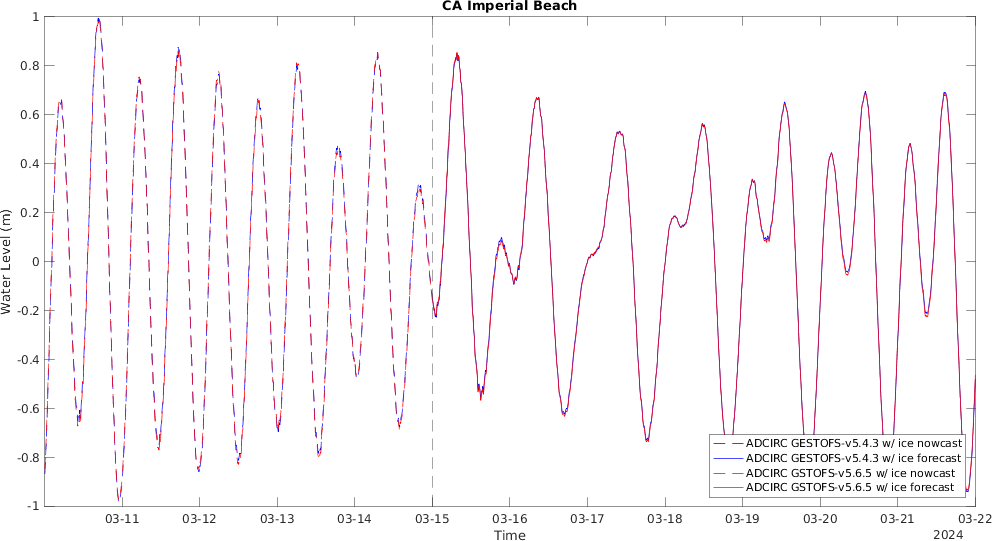 CA Imperial Beach
1
0.8
0.6
0.4
0.2
0
-0.2
-0.4
-0.6
-0.8
-1
Water Level (m)
ADCIRC GESTOFS-v5.4.3 w/ ice nowcast
ADCIRC GESTOFS-v5.4.3 w/ ice forecast
ADCIRC GSTOFS-v5.6.5 w/ ice nowcast
ADCIRC GSTOFS-v5.6.5 w/ ice forecast
03-11 03-12 03-13 03-14 03-15 03-16 03-17 03-18 03-19 03-20 03-21 03-22
Time
2024